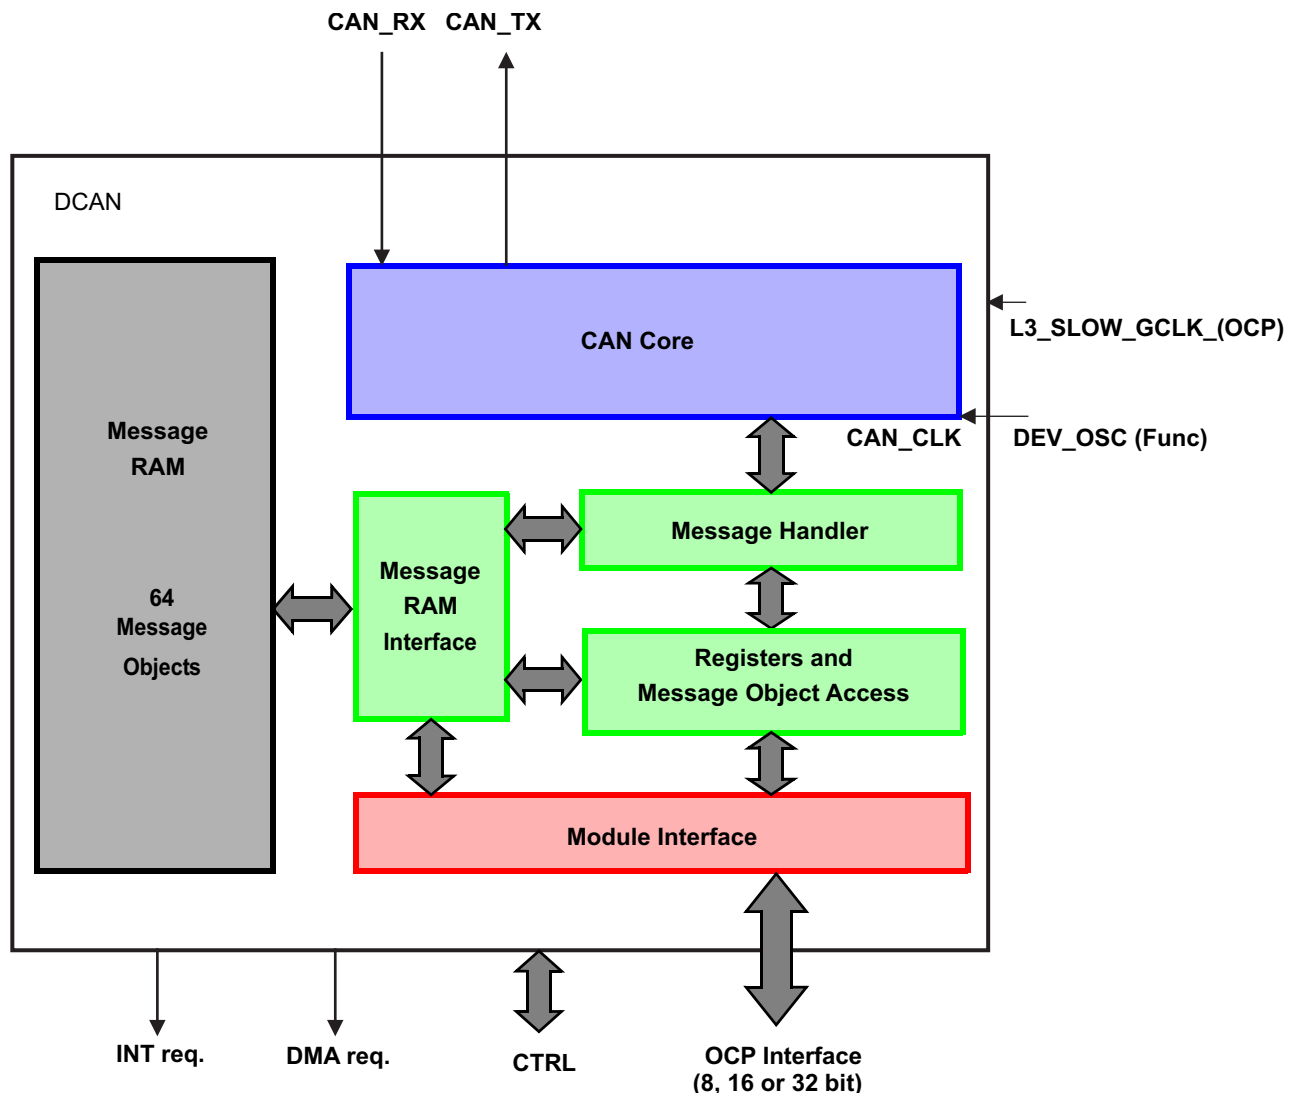 CAN_RX CAN_TX
DCAN
CAN Core
L3_SLOW_GCLK_(OCP)
CAN_CLK
DEV_OSC (Func)
Message
RAM
64
Message
Objects
Message Handler
Message
RAM
Interface
Registers and
Message Object Access
Module Interface
INT req.
DMA req.
CTRL
OCP Interface
(8, 16 or 32 bit)